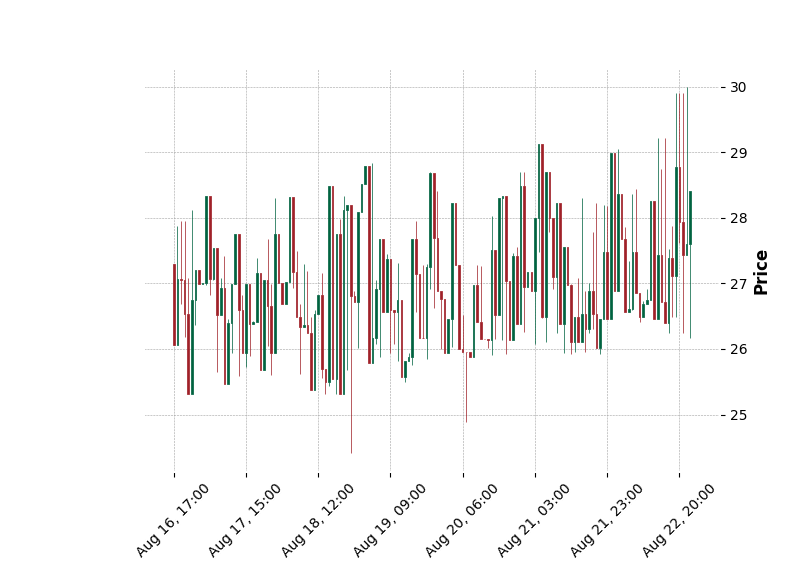 30
29
28
27
26
25
Price
Aug 16, 17:00
Aug 17, 15:00
Aug 18, 12:00
Aug 19, 09:00
Aug 20, 06:00
Aug 21, 03:00
Aug 21, 23:00
Aug 22, 20:00